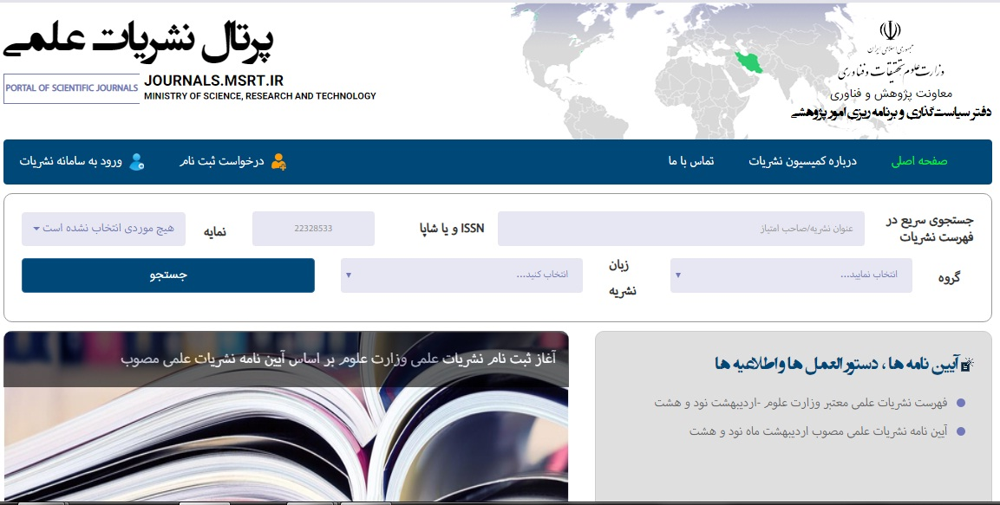 پرتال نشریات علمی
PORTAL OF SCIENTIFIC JOURNALS
JOURNALS.MSRT.IR
MINISTRY OF SCIENCE, RESEARCH AND TECHNOLOGY
جمهوری اسلامی ایران
وزارت علوم تحقیقات و فناوری
معاونت پژوهش و فناوری
دفتر سیاست‌گذاری و برنامه ریزی امور پژوهشی
صفحه اصلی
درباره کمیسیون نشریات
تماس با ما
درخواست ثبت نام
ورود به سامانه نشریات
جستجوی سریع در
فهرست نشریات
عنوان نشریه/صاحب امتیاز
ISSN و یا شاپا
22328533
نمایه
هیچ موردی انتخاب نشده است
گروه
انتخاب نمایید...
زبان
نشریه
انتخاب کنید...
جستجو
آیین نامه ها ، دستورالعمل ها و اطلاعیه ها
فهرست نشریات علمی معتبر وزارت علوم -اردیبهشت نود و هشت
آیین نامه نشریات علمی مصوب اردیبهشت ماه نود و هشت
آغاز ثبت نام نشریات علمی وزارت علوم بر اساس آیین نامه نشریات علمی مصوب